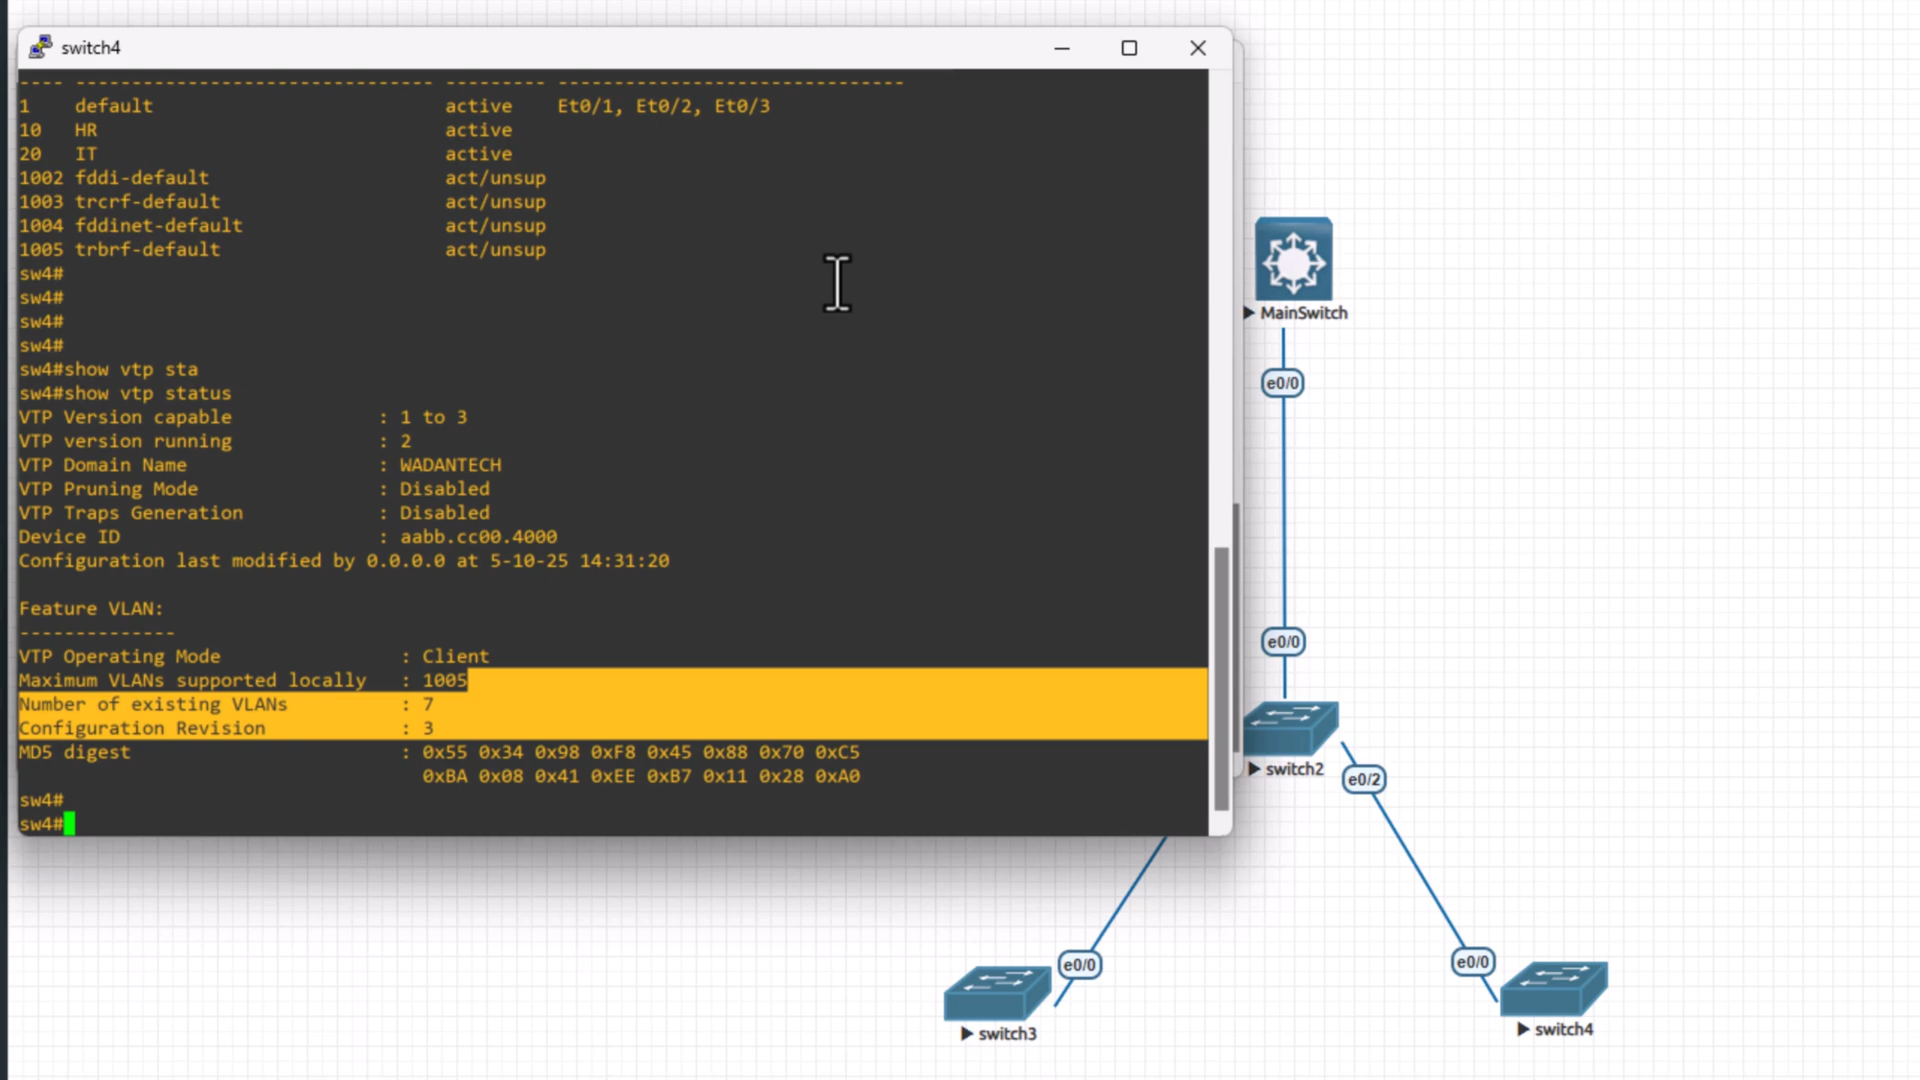 switch4
---- -------------------------------- --------- -------------------------------
1    default                          active    Et0/1, Et0/2, Et0/3
10   HR                               active
20   IT                               active
1002 fddi-default                     act/unsup
1003 trcrf-default                    act/unsup
1004 fddinet-default                  act/unsup
1005 trbrf-default                    act/unsup
sw4#
sw4#
sw4#
sw4#
sw4#show vtp sta
sw4#show vtp status
VTP Version capable             : 1 to 3
VTP version running             : 2
VTP Domain Name                 : WADANTECH
VTP Pruning Mode                : Disabled
VTP Traps Generation            : Disabled
Device ID                       : aabb.cc00.4000
Configuration last modified by 0.0.0.0 at 5-10-25 14:31:20
Feature VLAN:
--------------
VTP Operating Mode                : Client
Maximum VLANs supported locally   : 1005
Number of existing VLANs          : 7
Configuration Revision            : 3
MD5 digest                        : 0x55 0x34 0x98 0xF8 0x45 0x88 0x70 0xC5
                                    0xBA 0x08 0x41 0xEE 0xB7 0x11 0x28 0xA0
sw4#
sw4#
MainSwitch
e0/0
e0/0
switch2
e0/2
e0/0
e0/0
switch3
switch4